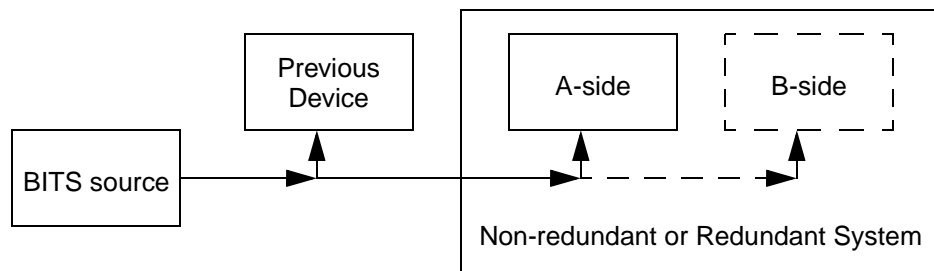 Previous
Device
A-side
B-side
BITS source
Non-redundant or Redundant System